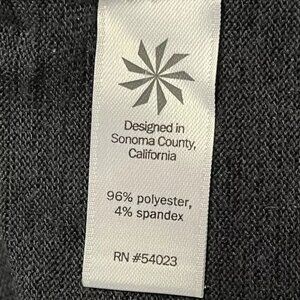 Designed in
Sonoma County,
California
96% polyester,
4% spandex
RN #54023